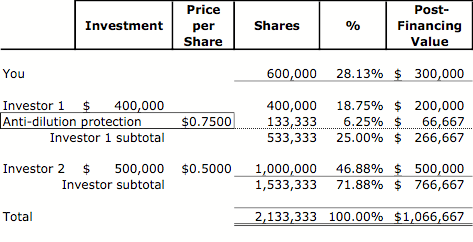 Investment Price per Share Shares % Post-Financing Value
You 600,000 28.13% $ 300,000
Investor 1 $ 400,000 400,000 18.75% $ 200,000
Anti-dilution protection $0.7500 133,333 6.25% $ 66,667
Investor 1 subtotal 533,333 25.00% $ 266,667
Investor 2 $ 500,000 $0.5000 1,000,000 46.88% $ 500,000
Investor subtotal 1,533,333 71.88% $ 766,667
Total 2,133,333 100.00% $1,066,667